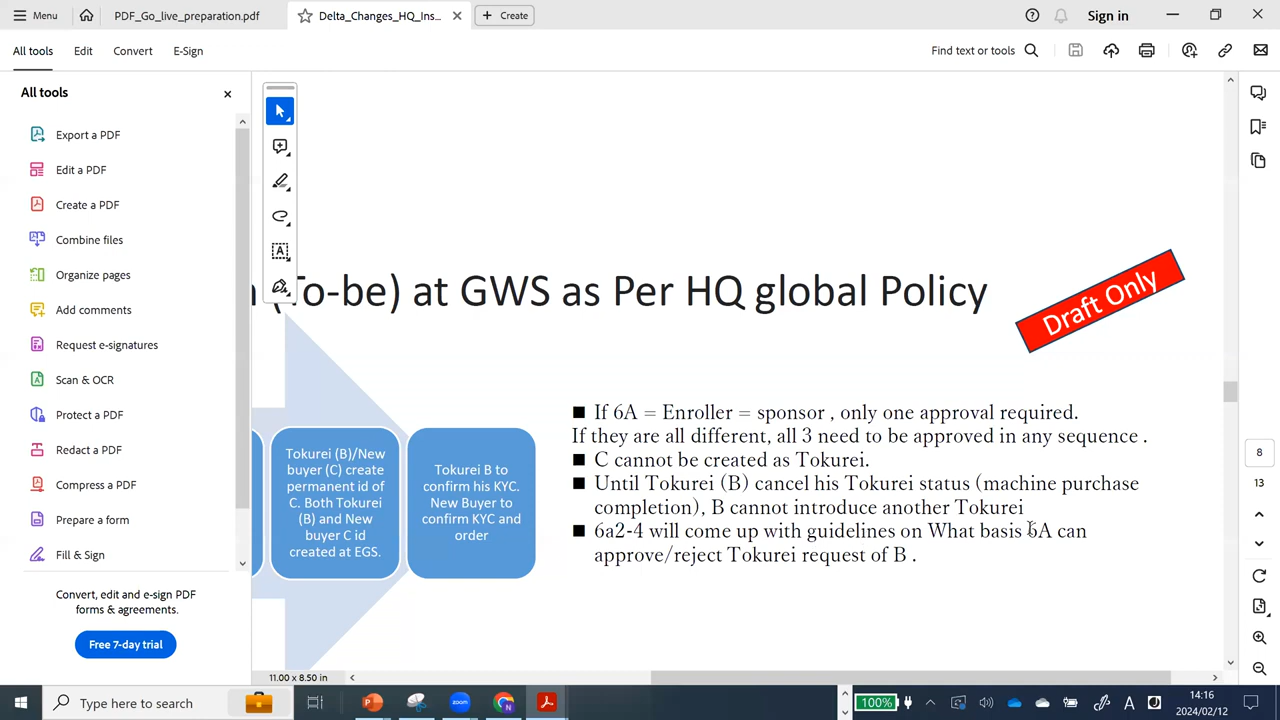 Menu
PDF_Go_live_preparation.pdf
Delta_Changes_HQ_Ins...
Create
Sign in
All tools
Edit
Convert
E-Sign
Find text or tools
All tools
Export a PDF
Edit a PDF
Create a PDF
Combine files
Organize pages
Add comments
Request e-signatures
Scan & OCR
Protect a PDF
Redact a PDF
Compress a PDF
Prepare a form
Fill & Sign
Convert, edit and e-sign PDF
forms & agreements.
Free 7-day trial
(To-be) at GWS as Per HQ global Policy
Draft Only
Tokurei (B)/New
buyer (C) create
permanent id of
C. Both Tokurei
(B) and New
buyer C id
created at EGS.
Tokurei B to
confirm his KYC.
New Buyer to
confirm KYC and
order
■ If 6A = Enroller = sponsor , only one approval required.
If they are all different, all 3 need to be approved in any sequence .
■ C cannot be created as Tokurei.
■ Until Tokurei (B) cancel his Tokurei status (machine purchase
completion), B cannot introduce another Tokurei
■ 6a2-4 will come up with guidelines on What basis 6A can
approve/reject Tokurei request of B .
8
13
11.00 x 8.50 in
Type here to search
100%
A
14:16
2024/02/12